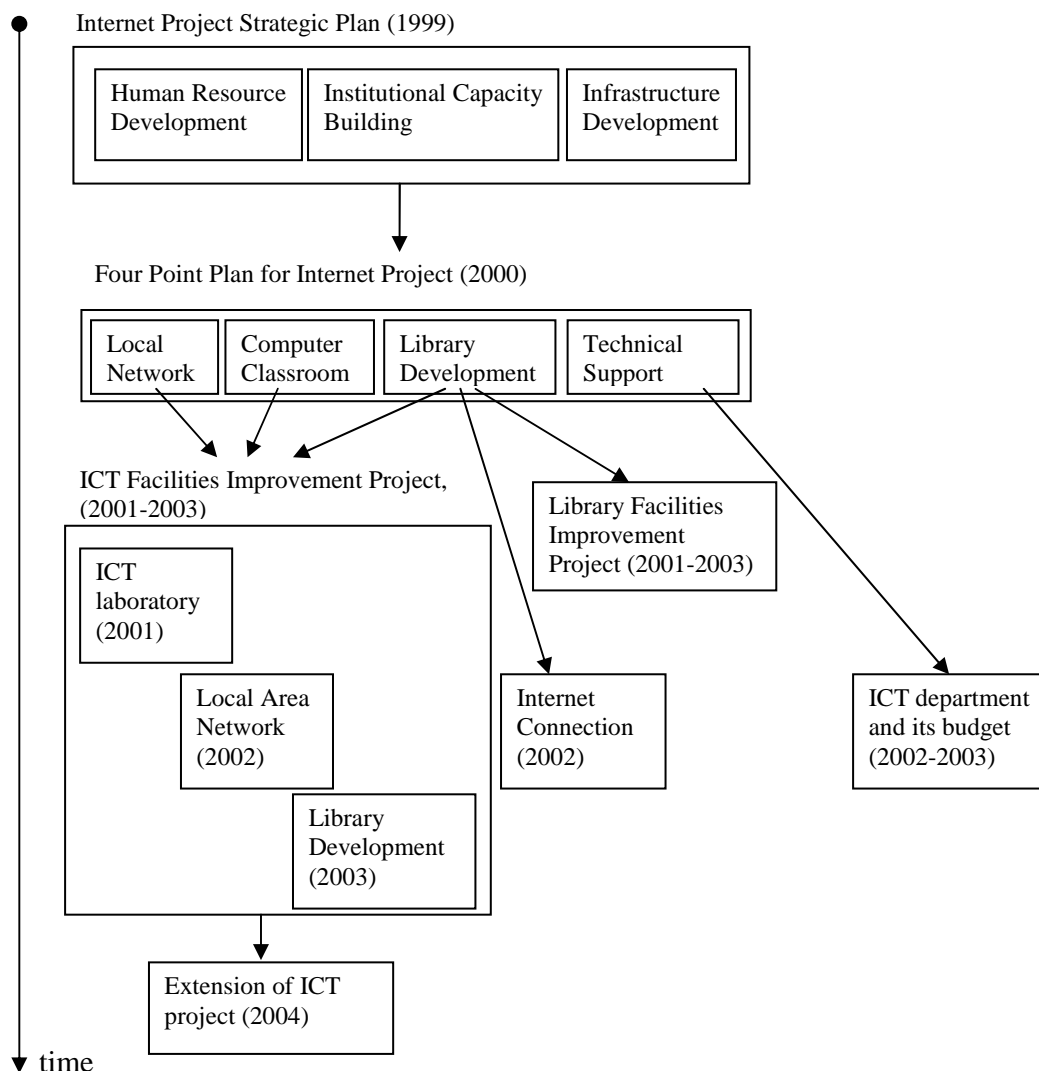 Internet Project Strategic Plan (1999)
Human Resource
Development
Institutional Capacity
Building
Infrastructure
Development
Four Point Plan for Internet Project (2000)
Local
Network
Computer
Classroom
Library
Development
Technical
Support
ICT Facilities Improvement Project,
(2001-2003)
Library Facilities
Improvement
Project (2001-2003)
ICT
laboratory
(2001)
Local Area
Network
(2002)
Internet
Connection
(2002)
ICT department
and its budget
(2002-2003)
Library
Development
(2003)
Extension of ICT
project (2004)
time